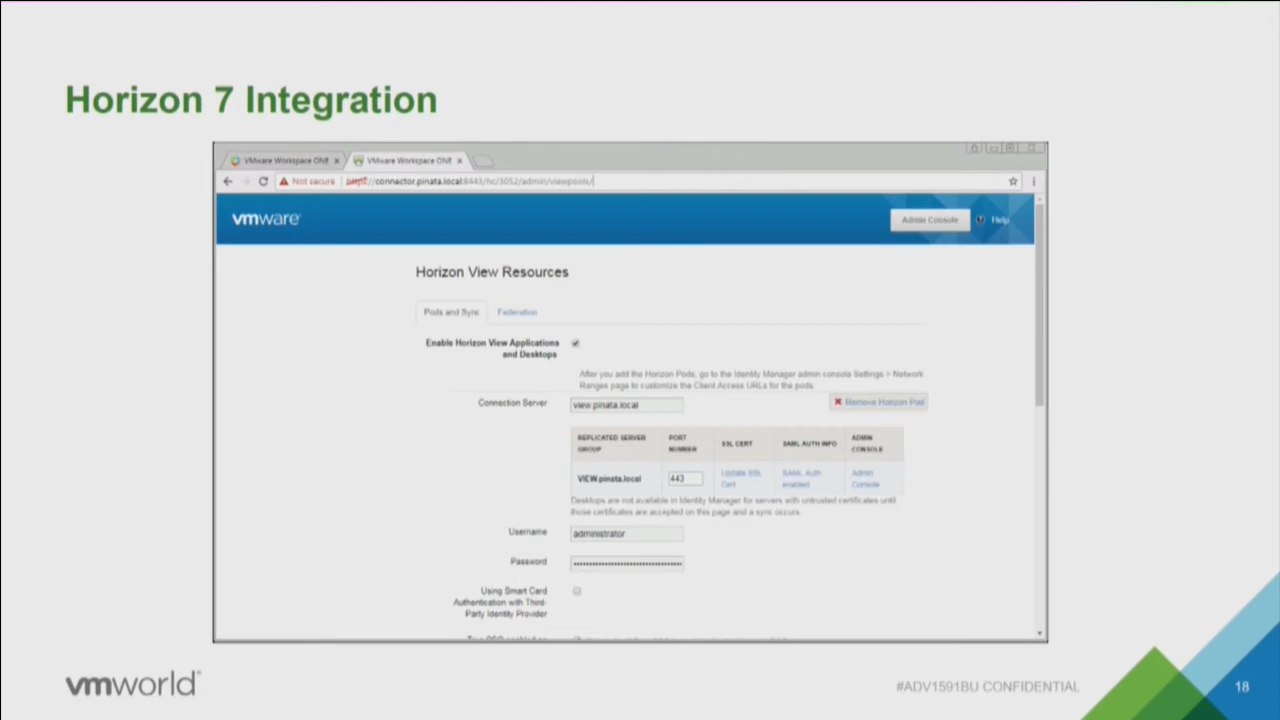 Horizon 7 Integration
VMware Workspace ONE
VMware Workspace ONE
Not secure https://connector.pinata.local:8443/hc/3052/admin/viewpools/
vmware
Admin Console
Help
Horizon View Resources
Pods and Sync
Federation
Enable Horizon View Applications
and Desktops
After you add the Horizon Pods, go to the Identity Manager admin console Settings > Network
Ranges page to customize the Client Access URLs for the pods.
Connection Server
view.pinata.local
Remove Horizon Pod
REPLICATED SERVER
GROUP
PORT
NUMBER
SSL CERT
SAML AUTH INFO
ADMIN
CONSOLE
VIEW.pinata.local
443
Update SSL
Cert
SAML Auth
enabled
Admin
Console
Desktops are not available in Identity Manager for servers with untrusted certificates until
those certificates are accepted on this page and a sync occurs.
Username
administrator
Password
Using Smart Card
Authentication with Third-
Party Identity Provider
vmworld®
#ADV1591BU CONFIDENTIAL
18